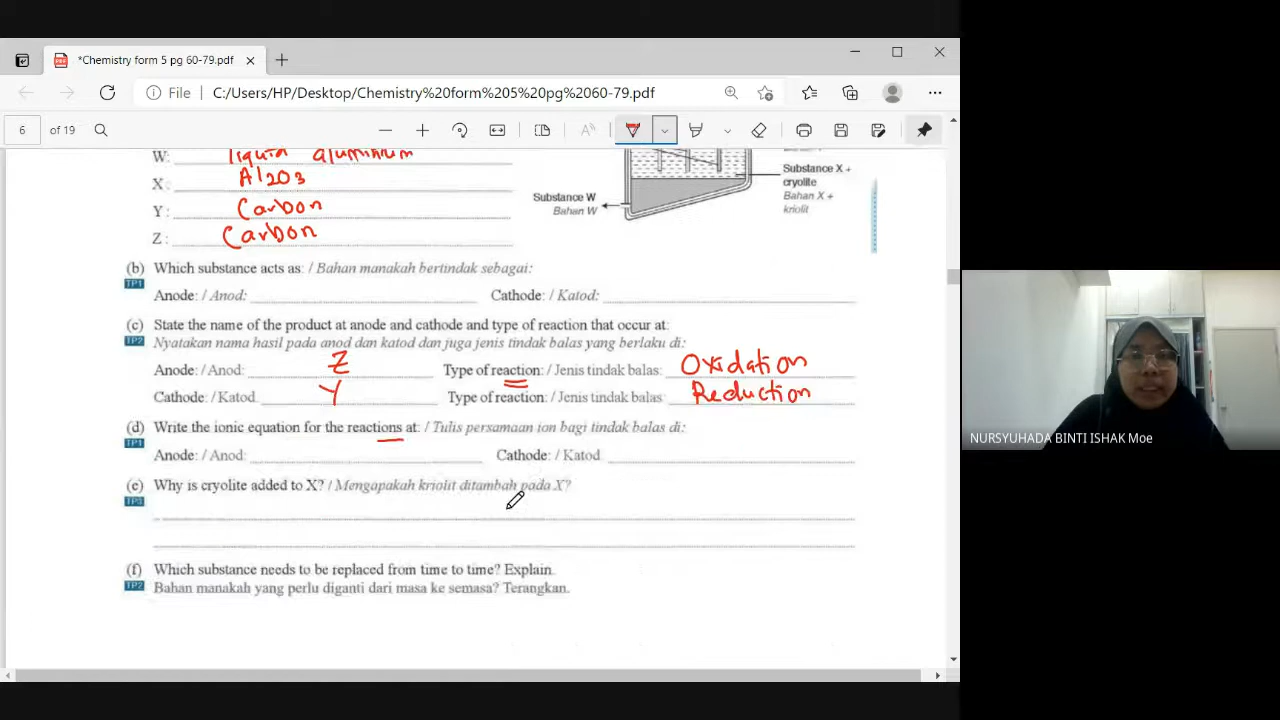 *Chemistry form 5 pg 60-79.pdf
File C:/Users/HP/Desktop/Chemistry%20form%205%20pg%2060-79.pdf
6 of 19
W: liquid aluminium
X: Al2O3
Y: Carbon
Z: Carbon
Substance X +
cryolite
Bahan X +
kriolit
Substance W
Bahan W
(b) Which substance acts as: / Bahan manakah bertindak sebagai:
TP1
Anode: / Anod: Cathode: / Katod:
(c) State the name of the product at anode and cathode and type of reaction that occur at:
TP2 Nyatakan nama hasil pada anod dan katod dan juga jenis tindak balas yang berlaku di:
Anode: / Anod: Z Type of reaction: / Jenis tindak balas: Oxidation
Cathode: / Katod. Y Type of reaction: / Jenis tindak balas: Reduction
(d) Write the ionic equation for the reactions at: / Tulis persamaan ion bagi tindak balas di:
TP1
Anode: / Anod: Cathode: / Katod.
(e) Why is cryolite added to X? / Mengapakah kriolit ditambah pada X?
TP3
(f) Which substance needs to be replaced from time to time? Explain.
TP2 Bahan manakah yang perlu diganti dari masa ke semasa? Terangkan.
NURSYUHADA BINTI ISHAK Moe